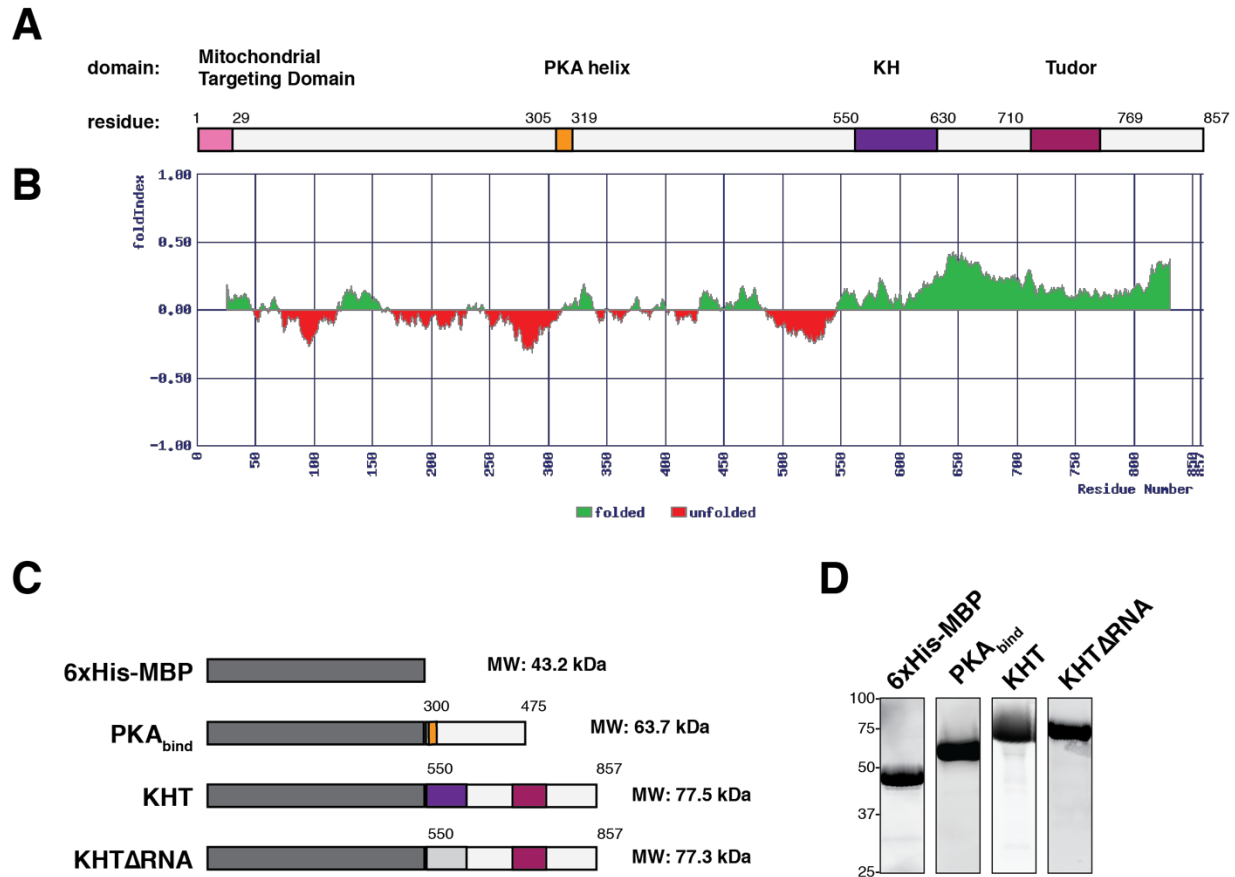 A
domain:
Mitochondrial
Targeting Domain
PKA helix
KH
Tudor
residue:
1 29 305 319 550 630 710 769 857
B
foldIndex
1.00
0.50
0.00
-0.50
-1.00
0 50 100 150 200 250 300 350 400 450 500 550 600 650 700 750 800 850 857
Residue Number
folded unfolded
C
6xHis-MBP
MW: 43.2 kDa
300 475
PKAbind
MW: 63.7 kDa
550 857
KHT
MW: 77.5 kDa
550 857
KHTΔRNA
MW: 77.3 kDa
D
6xHis-MBP
PKAbind
KHT
KHTΔRNA
100-
75-
50-
37-
25-